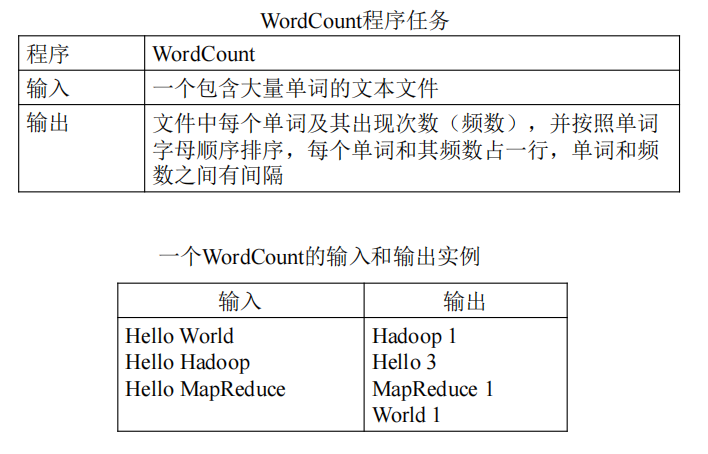 WordCount程序任务
程序 WordCount
输入 一个包含大量单词的文本文件
输出 文件中每个单词及其出现次数（频数），并按照单词
字母顺序排序，每个单词和其频数占一行，单词和频
数之间有间隔
一个WordCount的输入和输出实例
输入 输出
Hello World Hadoop 1
Hello Hadoop Hello 3
Hello MapReduce MapReduce 1
World 1